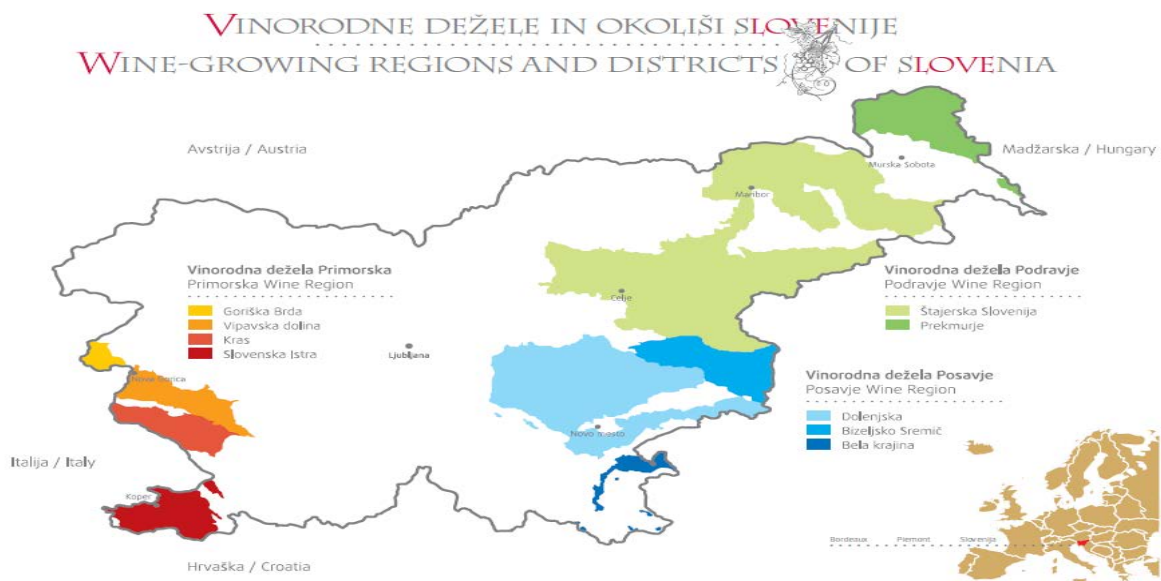 VINORODNE DEŽELE IN OKOLIŠI SLOVENIJE
WINE-GROWING REGIONS AND DISTRICTS OF SLOVENIA
Avstrija / Austria
Madžarska / Hungary
Murska Sobota
Maribor
Vinorodna dežela Primorska
Primorska Wine Region
Goriška Brda
Vipavska dolina
Kras
Slovenska Istra
Vinorodna dežela Podravje
Podravje Wine Region
Štajerska Slovenija
Prekmurje
Celje
Ljubljana
Nova Gorica
Vinorodna dežela Posavje
Posavje Wine Region
Dolenjska
Bizeljsko Sremič
Bela krajina
Novo mesto
Italija / Italy
Koper
Hrvaška / Croatia
Bordeaux Piemont Slovenija